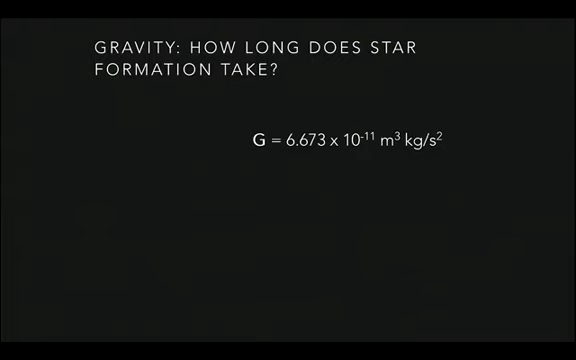 GRAVITY: HOW LONG DOES STAR
FORMATION TAKE?
G = 6.673 x 10⁻¹¹ m³ kg/s²